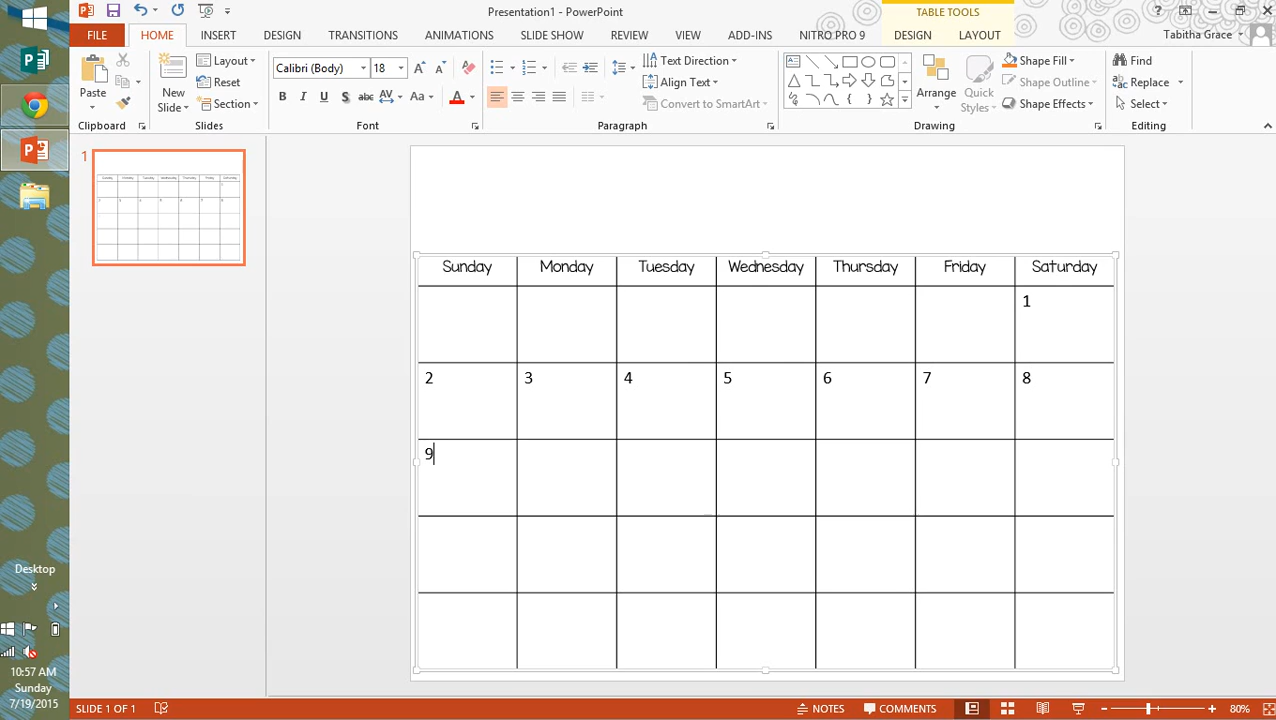 Presentation1 - PowerPoint
TABLE TOOLS
?
FILE HOME INSERT DESIGN TRANSITIONS ANIMATIONS SLIDE SHOW REVIEW VIEW ADD-INS NITRO PRO 9 DESIGN LAYOUT
Tabitha Grace
Paste
New Slide
Layout
Reset
Section
Calibri (Body) 18
B I U S abc AV Aa A
Text Direction
Align Text
Convert to SmartArt
Arrange
Quick Styles
Shape Fill
Shape Outline
Shape Effects
Find
Replace
Select
Clipboard Slides Font Paragraph Drawing Editing
1
Sunday Monday Tuesday Wednesday Thursday Friday Saturday
1
2 3 4 5 6 7 8
9
Desktop
10:57 AM
Sunday
7/19/2015
SLIDE 1 OF 1 NOTES COMMENTS 80%